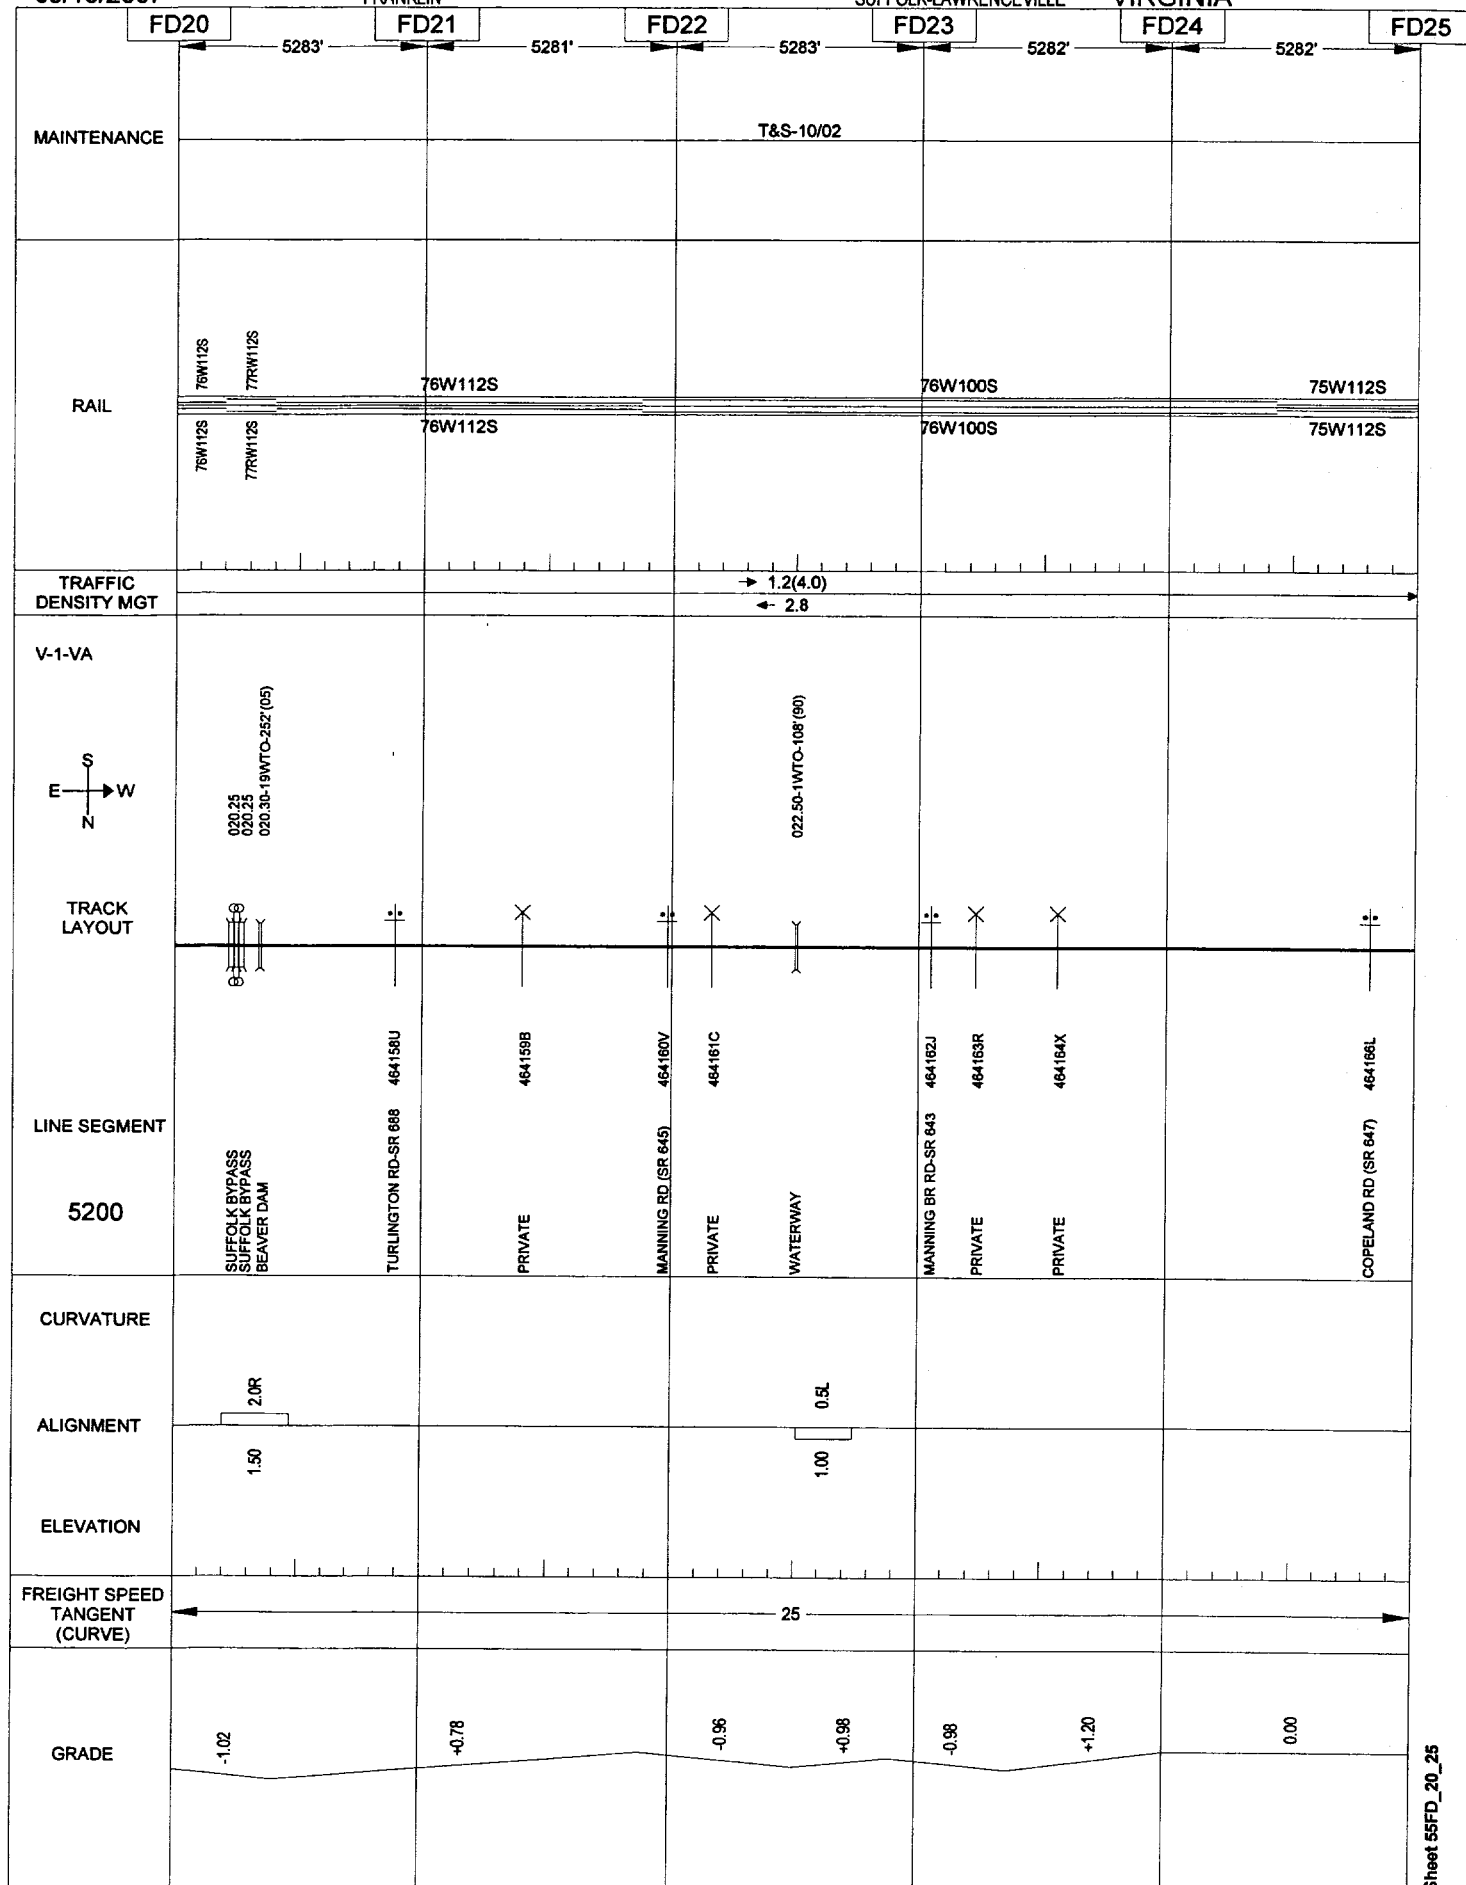 FRANKLIN
SUFFOLK-LAWRENCEVILLE
VIRGINIA
FD20
FD21
FD22
FD23
FD24
FD25
5283'
5281'
5283'
5282'
5282'
MAINTENANCE
T&S-10/02
RAIL
76W112S
77RW112S
76W112S
76W100S
75W112S
76W112S
77RW112S
76W112S
76W100S
75W112S
TRAFFIC
DENSITY MGT
1.2(4.0)
2.8
V-1-VA
S
E
W
N
020.25
020.25
020.30-19WTO-252'(05)
022.50-1WTO-108'(90)
TRACK
LAYOUT
464158U
464159B
464160V
464161C
464162J
464163R
464164X
464166L
LINE SEGMENT
5200
SUFFOLK BYPASS
SUFFOLK BYPASS
BEAVER DAM
TURLINGTON RD-SR 688
PRIVATE
MANNING RD (SR 645)
PRIVATE
WATERWAY
MANNING BR RD-SR 643
PRIVATE
PRIVATE
COPELAND RD (SR 647)
CURVATURE
2.0R
0.5L
ALIGNMENT
1.50
1.00
ELEVATION
FREIGHT SPEED
TANGENT
(CURVE)
25
GRADE
-1.02
+0.78
-0.96
+0.98
-0.98
+1.20
0.00
Sheet 55FD_20_25